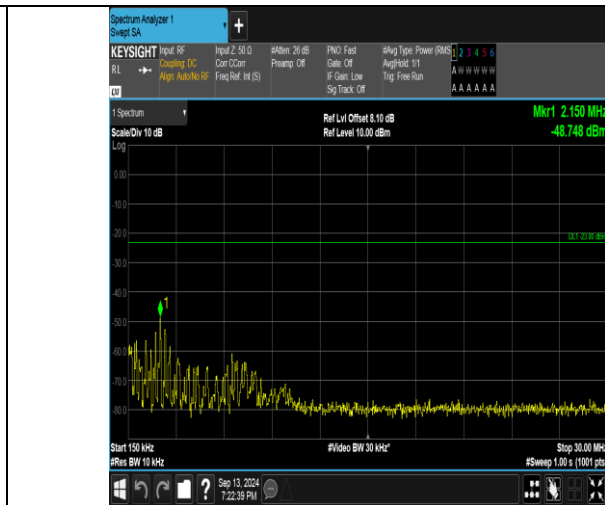 Spectrum Analyzer 1
Swept SA
+
KEYSIGHT Input: RF Input Z: 50 Ω #Atten: 26 dB PNO: Fast #Avg Type: Power (RMS 1 2 3 4 5 6
RL Coupling: DC Corr CCorr Preamp: Off Gate: Off Avg|Hold: 1/1 A W W W W W
Align: Auto/No RF Freq Ref: Int (S) IF Gain: Low Trig: Free Run
Sig Track: Off A A A A A A
LXI
1 Spectrum Ref Lvl Offset 8.10 dB Mkr1 2.150 MHz
Scale/Div 10 dB Ref Level 10.00 dBm -48.748 dBm
Log
0.00
-10.0
-20.0
DL1 -23.00 dBm
-30.0
-40.0
1
-50.0
-60.0
-70.0
-80.0
Start 150 kHz #Video BW 30 kHz* Stop 30.00 MHz
#Res BW 10 kHz #Sweep 1.00 s (1001 pts
? Sep 13, 2024
7:22:39 PM